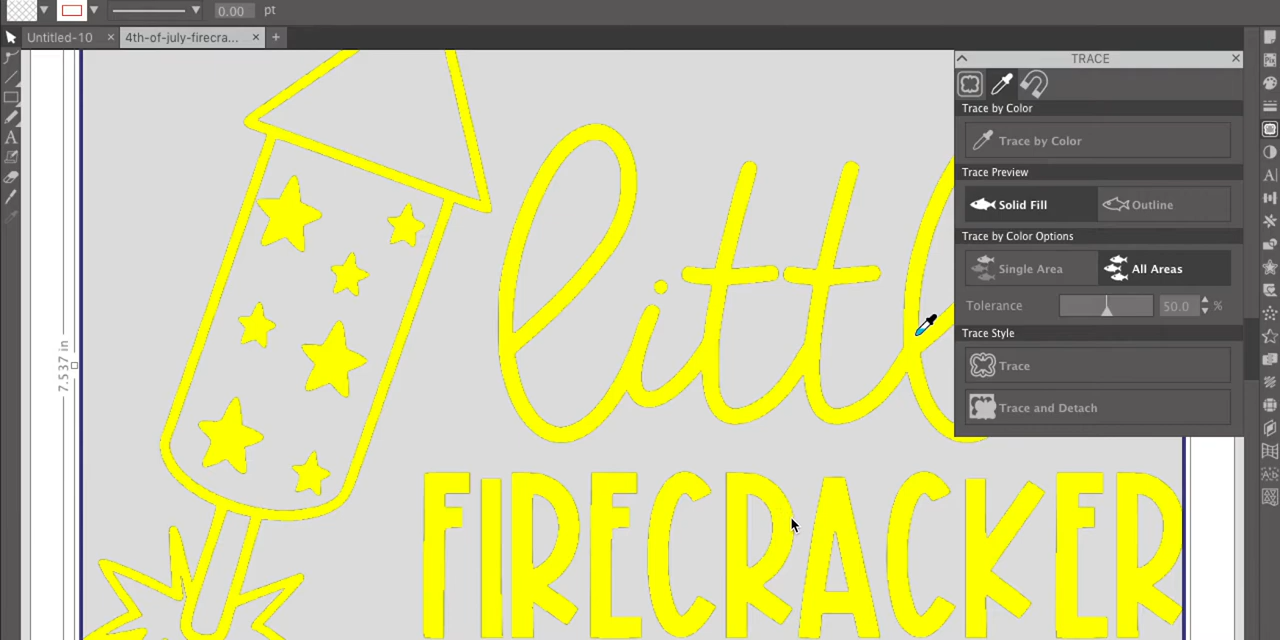 0.00 pt
Untitled-10 × 4th-of-july-firecra... × +
TRACE ×
Trace by Color
Trace by Color
Trace Preview
Solid Fill Outline
Trace by Color Options
Single Area All Areas
Tolerance 50.0 %
Trace Style
Trace
Trace and Detach
7.537 in
A
little
FIRECRACKER